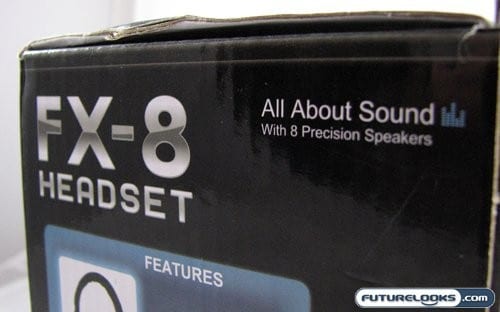 FX-8
HEADSET
All About Sound
With 8 Precision Speakers
FEATURES
FUTURELOOKS.COM